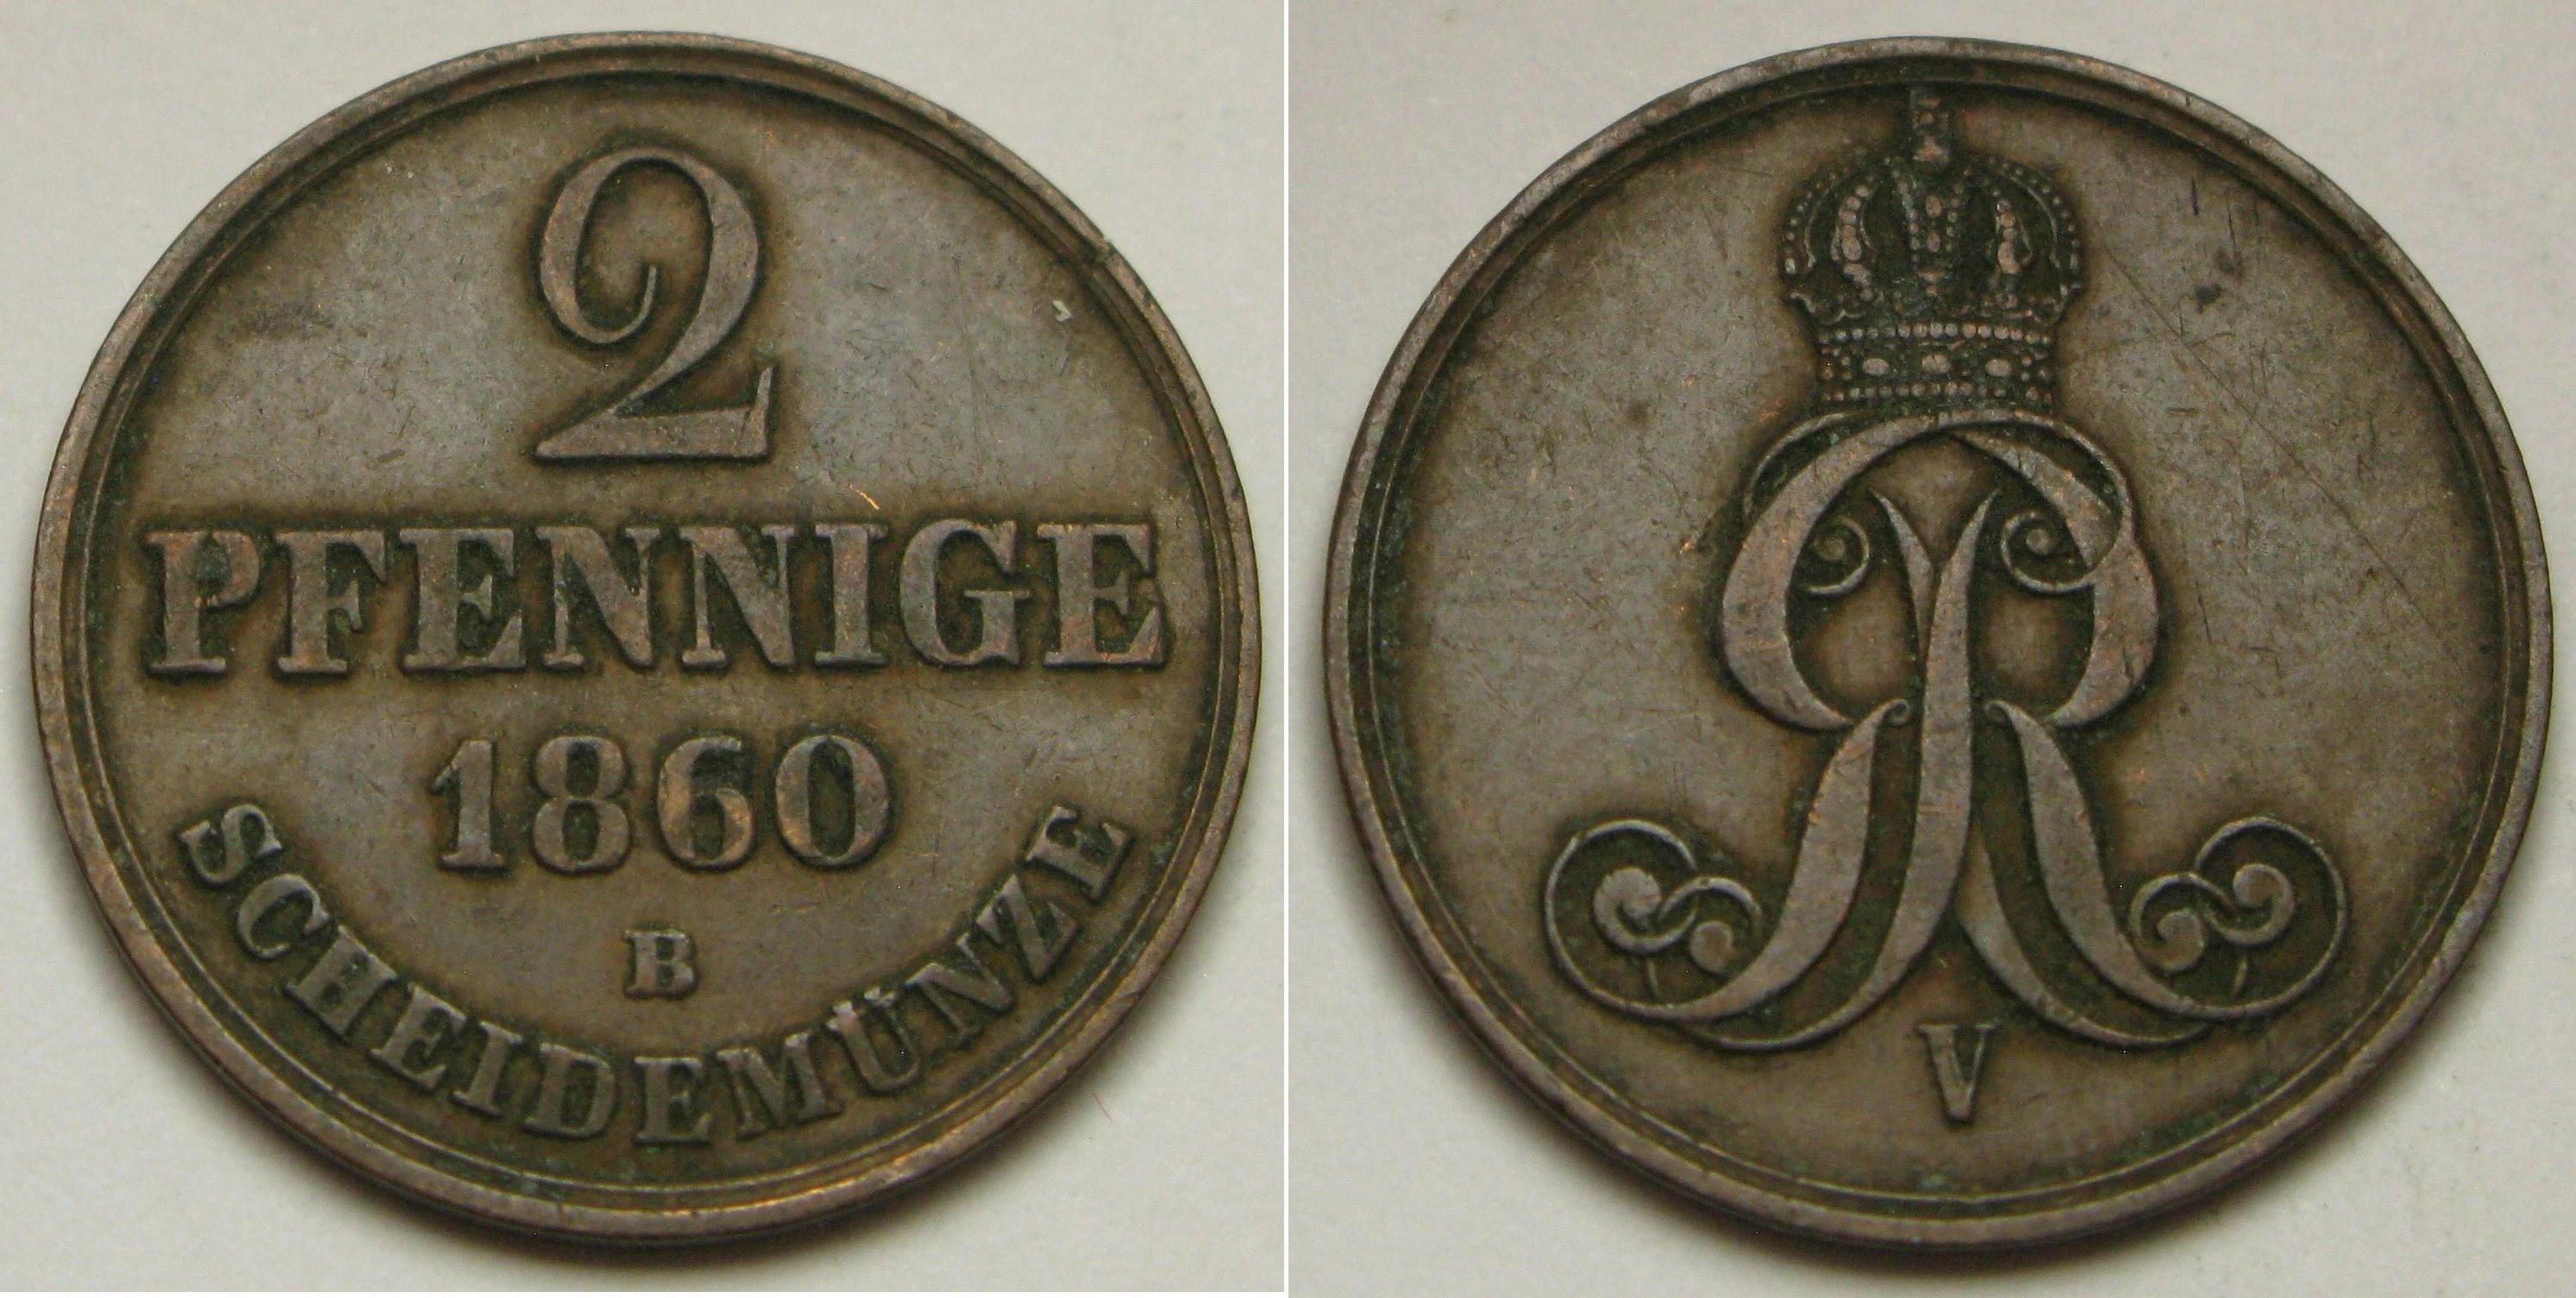 2
PFENNIGE
1860
B
SCHEIDEMÜNZE
GR
V